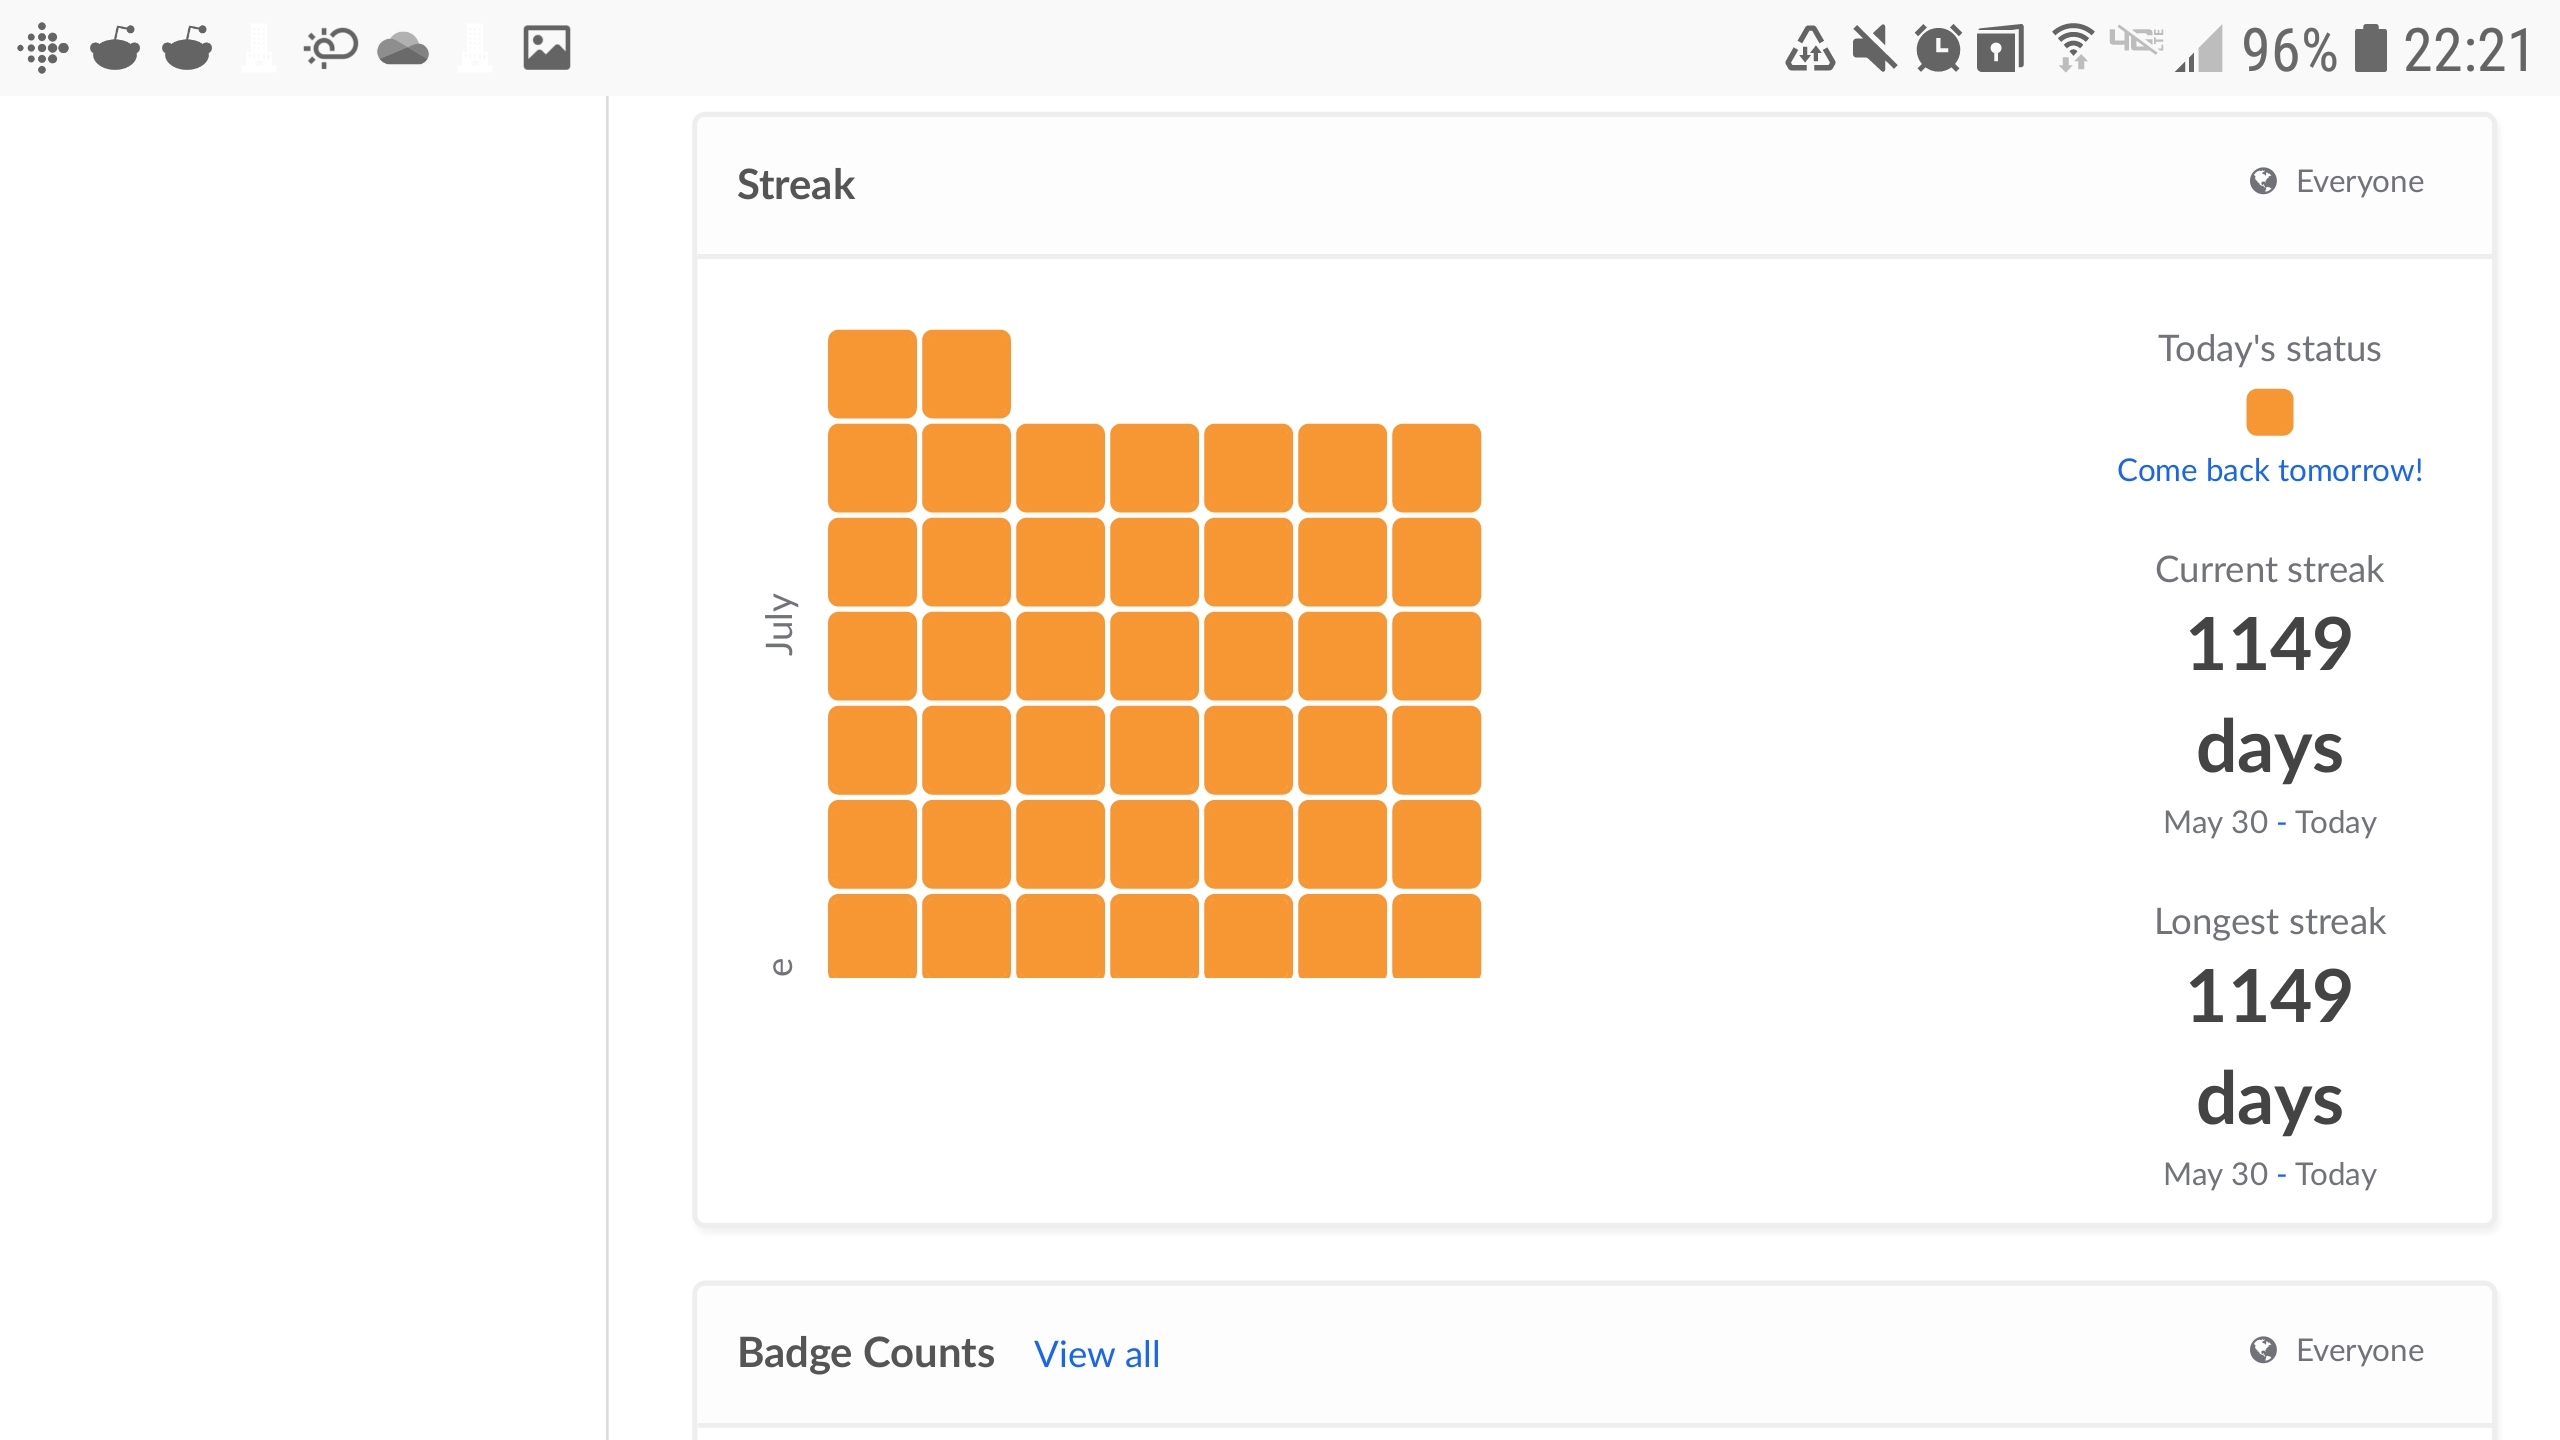 96% 22:21
Streak
Everyone
Today's status
Come back tomorrow!
July
Current streak
1149
days
May 30 - Today
e
Longest streak
1149
days
May 30 - Today
Badge Counts View all
Everyone